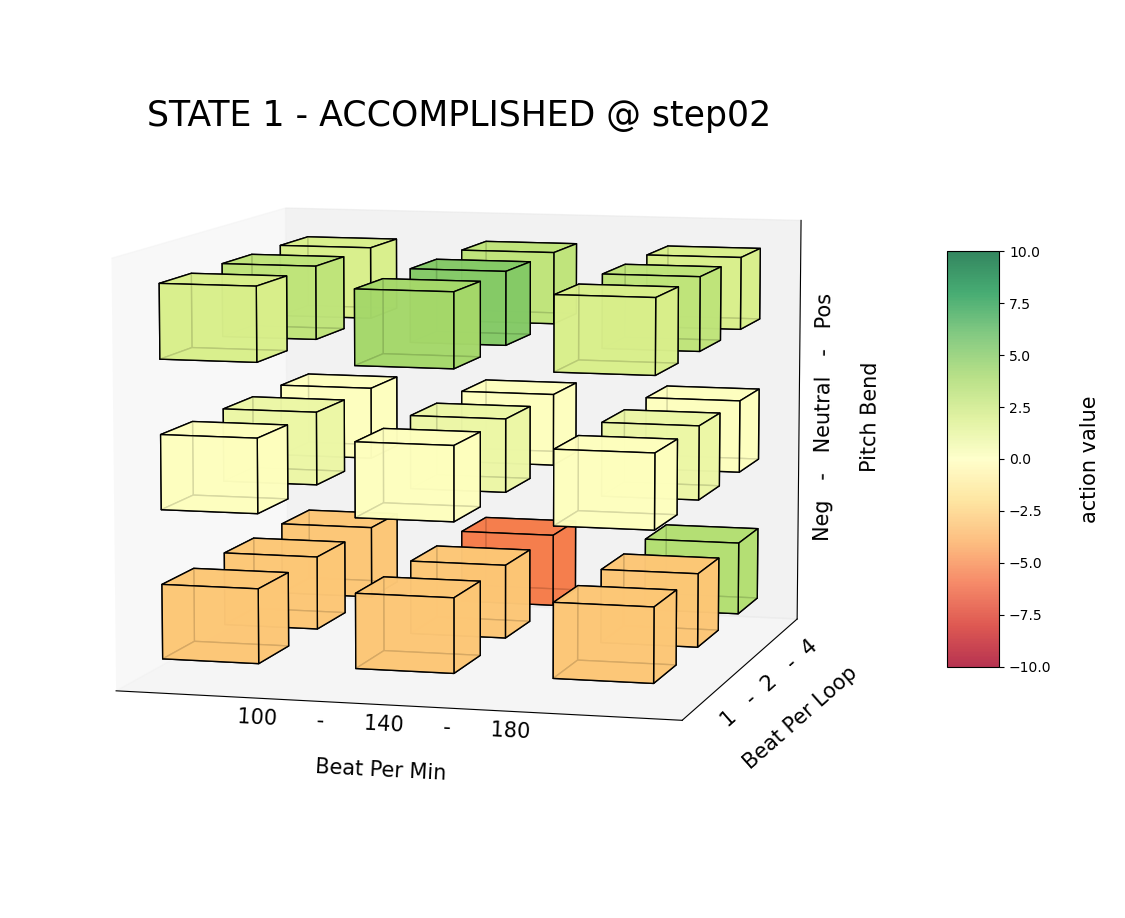 STATE 1 - ACCOMPLISHED @ step02
Neg - Neutral - Pos
Pitch Bend
1 - 2 - 4
Beat Per Loop
100 - 140 - 180
Beat Per Min
10.0
7.5
5.0
2.5
0.0
−2.5
−5.0
−7.5
−10.0
action value